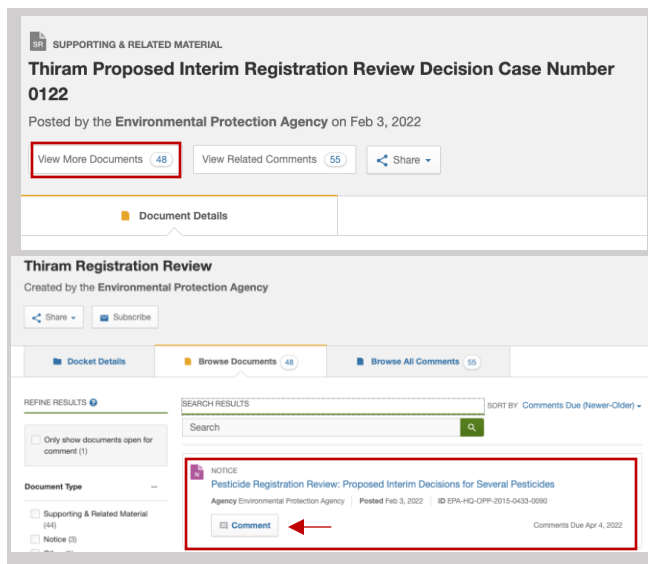 SR SUPPORTING & RELATED MATERIAL
Thiram Proposed Interim Registration Review Decision Case Number
0122
Posted by the Environmental Protection Agency on Feb 3, 2022
View More Documents 48 View Related Comments 55 Share
Document Details
Thiram Registration Review
Created by the Environmental Protection Agency
Share Subscribe
Docket Details Browse Documents 48 Browse All Comments 55
REFINE RESULTS ? SEARCH RESULTS SORT BY Comments Due (Newer-Older)
Search
Only show documents open for
comment (1)
N NOTICE
Pesticide Registration Review: Proposed Interim Decisions for Several Pesticides
Document Type –
Agency Environmental Protection Agency Posted Feb 3, 2022 ID EPA-HQ-OPP-2015-0433-0090
Supporting & Related Material
(44)
Comment Comments Due Apr 4, 2022
Notice (3)